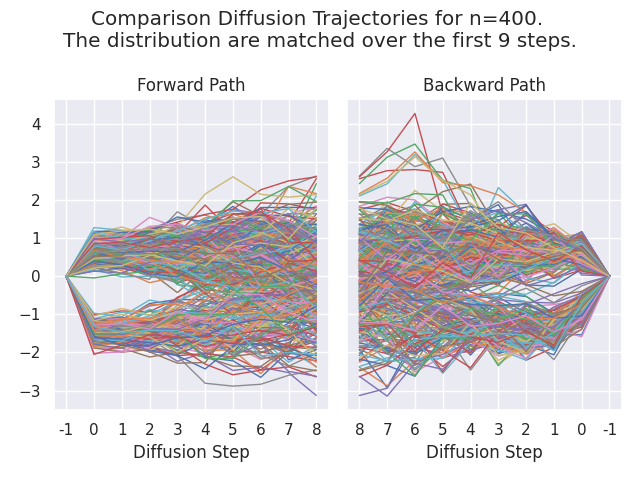 Comparison Diffusion Trajectories for n=400.
The distribution are matched over the first 9 steps.
Forward Path
Backward Path
4
3
2
1
0
−1
−2
−3
-1 0 1 2 3 4 5 6 7 8
8 7 6 5 4 3 2 1 0 -1
Diffusion Step
Diffusion Step